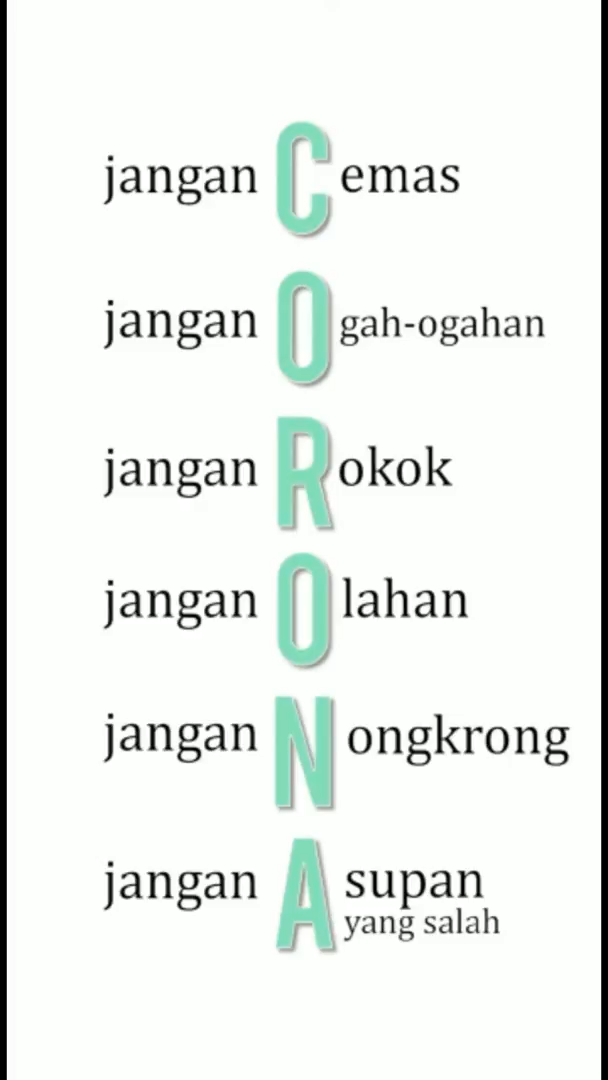 jangan Cemas
jangan Ogah-ogahan
jangan Rokok
jangan Olahan
jangan Nongkrong
jangan Asupan
yang salah